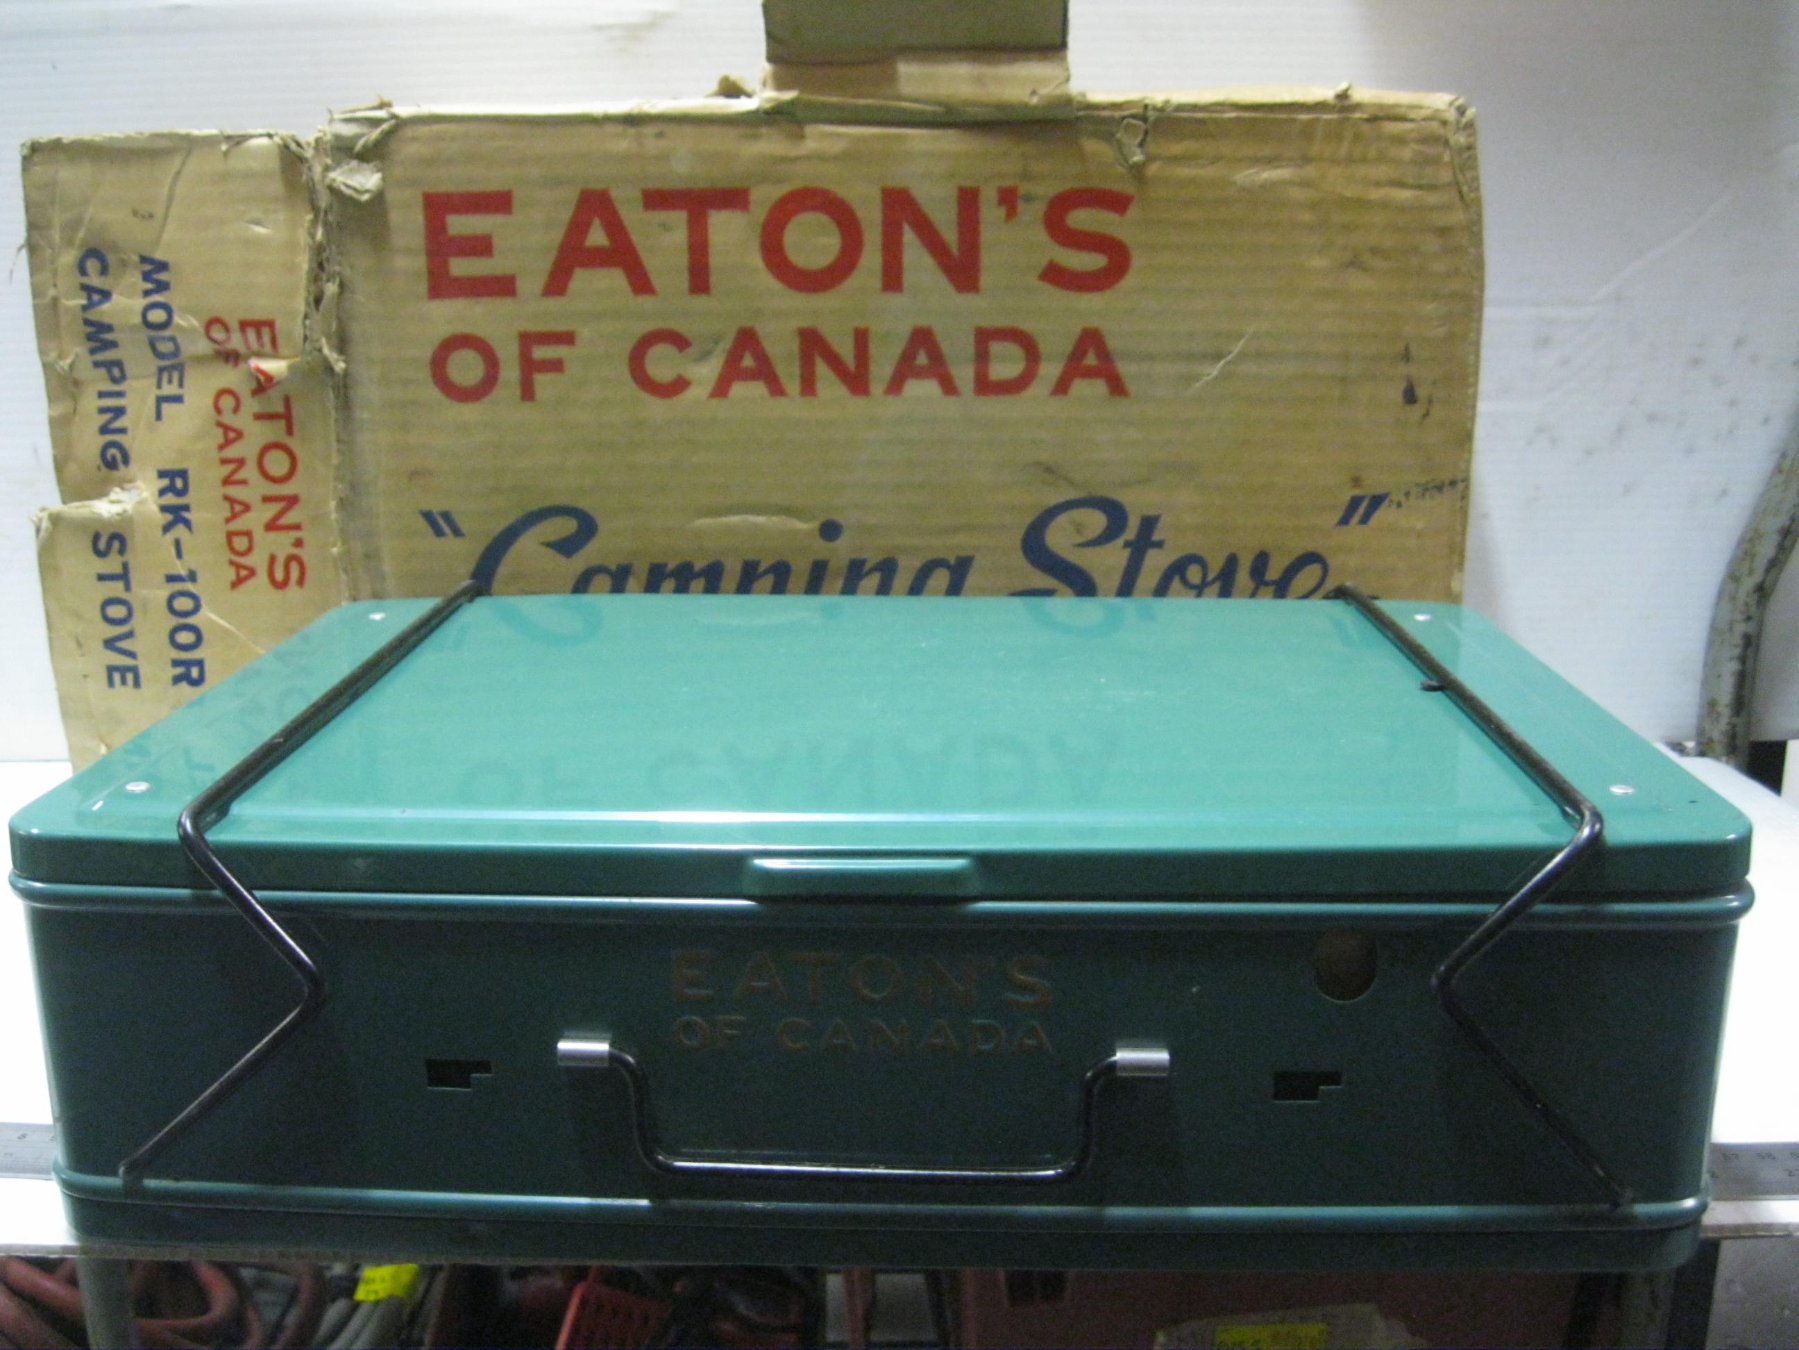 EATON'S
OF CANADA
"Camping Stove"
EATON'S
OF CANADA
MODEL RK-100R
CAMPING STOVE
EATON'S
OF CANADA